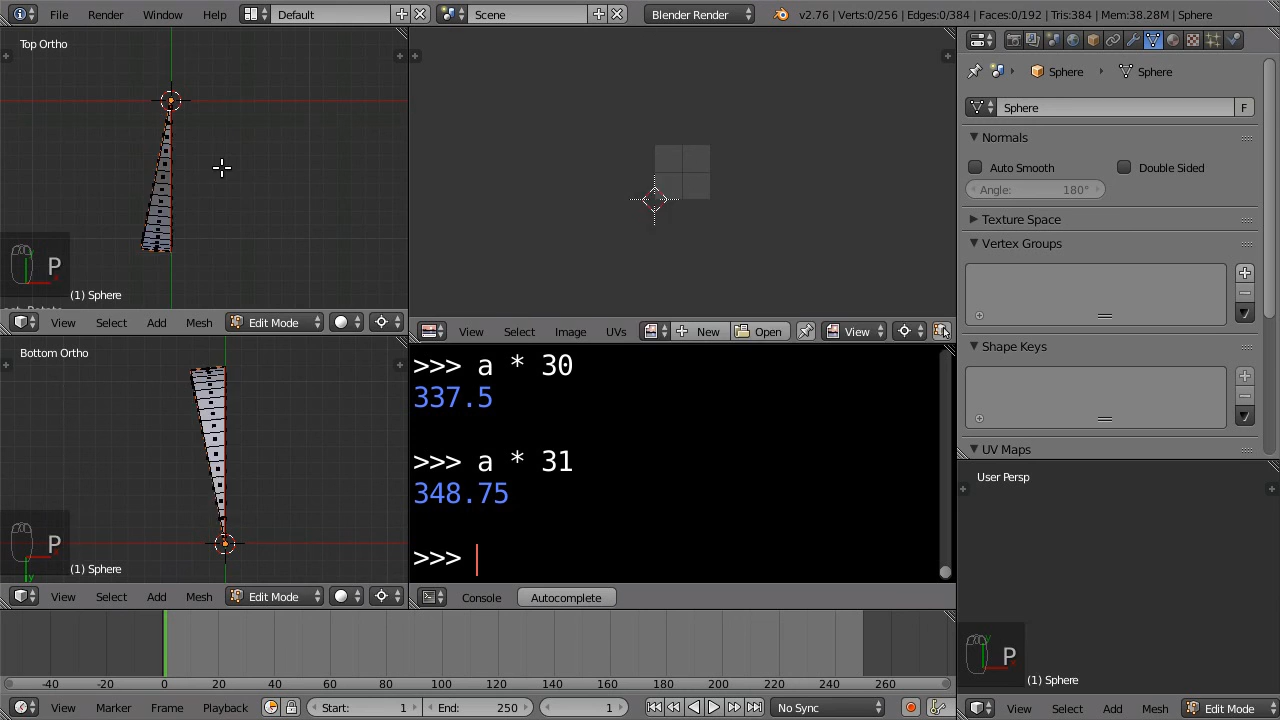 File Render Window Help Default Scene Blender Render v2.76 | Verts:0/256 | Edges:0/384 | Faces:0/192 | Tris:384 | Mem:38.28M | Sphere
Top Ortho
P
(1) Sphere
View Select Add Mesh Edit Mode
Bottom Ortho
P
(1) Sphere
View Select Add Mesh Edit Mode
View Select Image UVs New Open View
>>> a * 30
337.5
>>> a * 31
348.75
>>>
Console Autocomplete
Sphere Sphere
Sphere F
Normals
Auto Smooth Double Sided
Angle: 180°
Texture Space
Vertex Groups
Shape Keys
UV Maps
User Persp
P
(1) Sphere
View Select Add Mesh Edit Mode
-40 -20 0 20 40 60 80 100 120 140 160 180 200 220 240 260
View Marker Frame Playback Start: 1 End: 250 1 No Sync